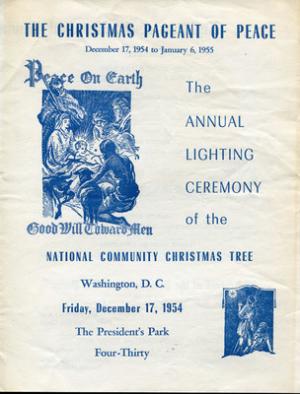 THE CHRISTMAS PAGEANT OF PEACE
December 17, 1954 to January 6, 1955
Peace On Earth
The
ANNUAL
LIGHTING
CEREMONY
of the
Good Will Toward Men
NATIONAL COMMUNITY CHRISTMAS TREE
Washington, D. C.
Friday, December 17, 1954
The President's Park
Four-Thirty